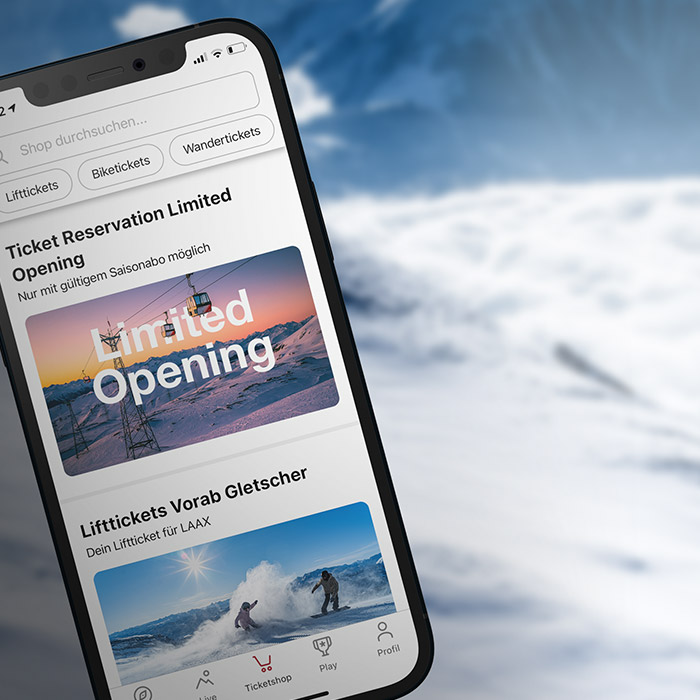 2
Shop durchsuchen...
Lifttickets
Biketickets
Wandertickets
Ticket Reservation Limited
Opening
Nur mit gültigem Saisonabo möglich
Limited
Opening
Lifttickets Vorab Gletscher
Dein Liftticket für LAAX
Live
Ticketshop
Play
Profil